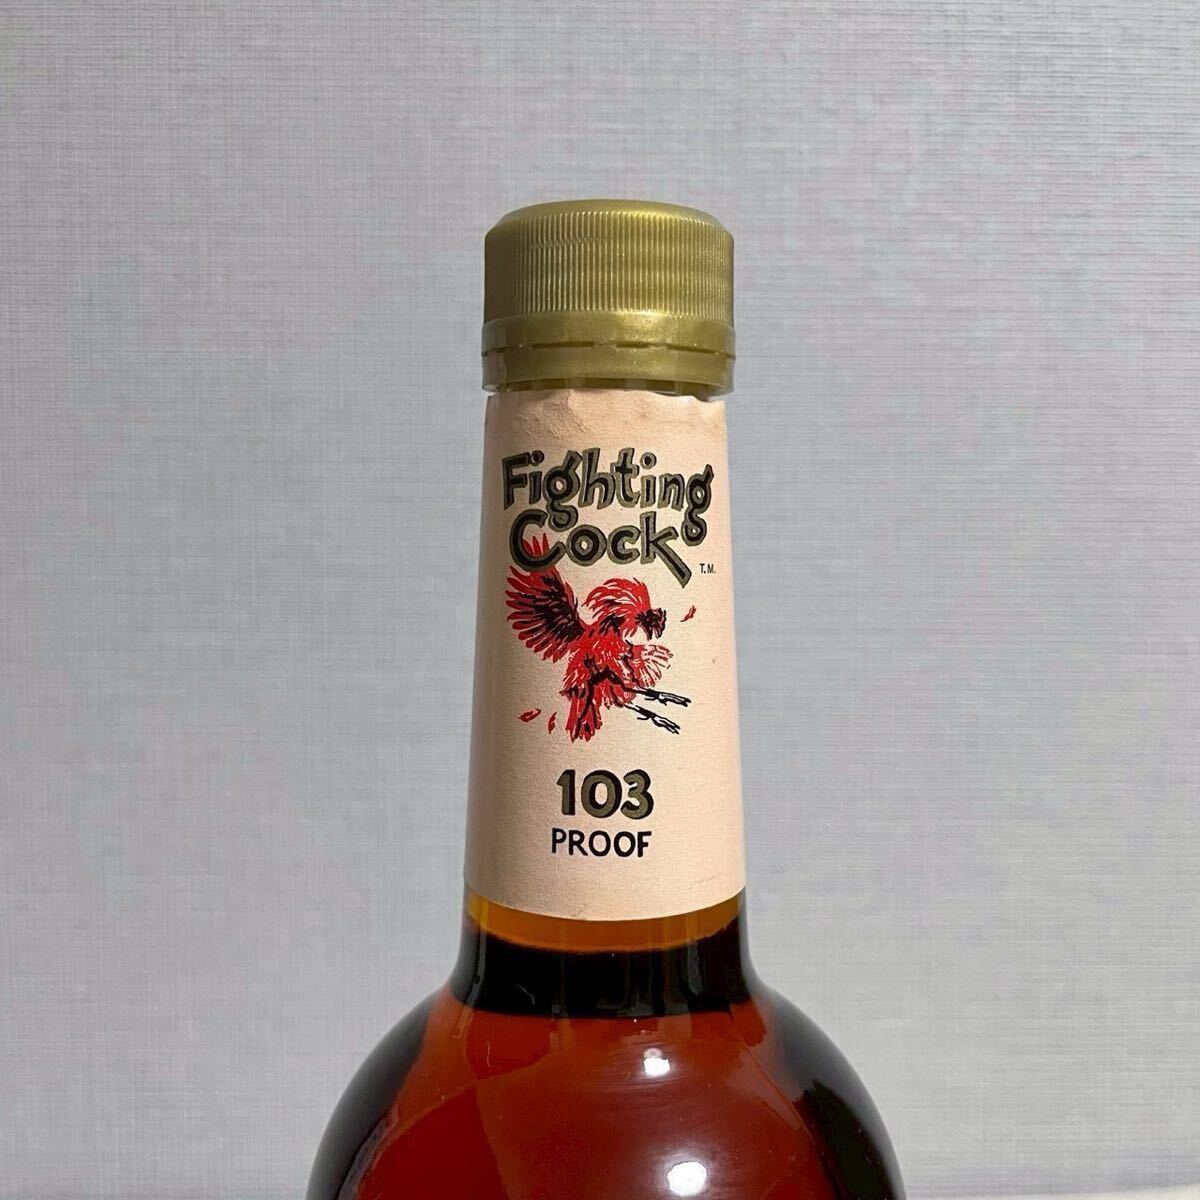 Fighting
Cock
T.M.
103
PROOF